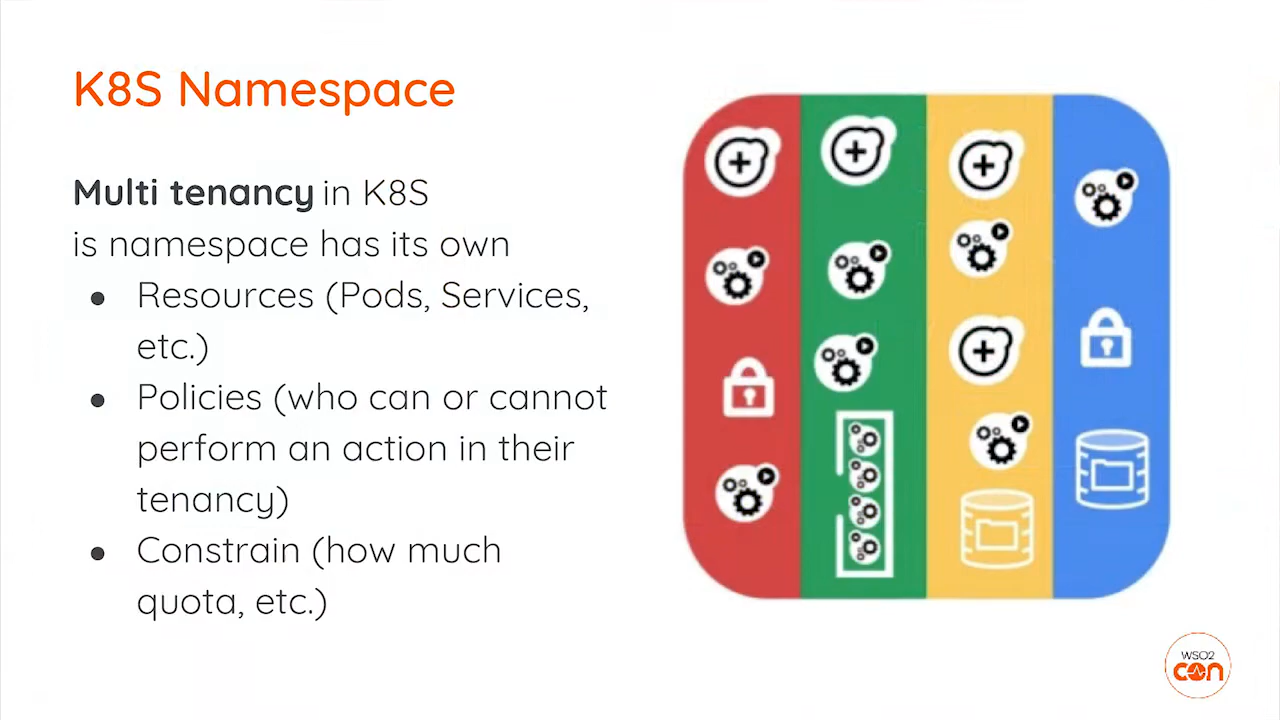 K8S Namespace
Multi tenancy in K8S
is namespace has its own
● Resources (Pods, Services,
etc.)
● Policies (who can or cannot
perform an action in their
tenancy)
● Constrain (how much
quota, etc.)
WSO2
con